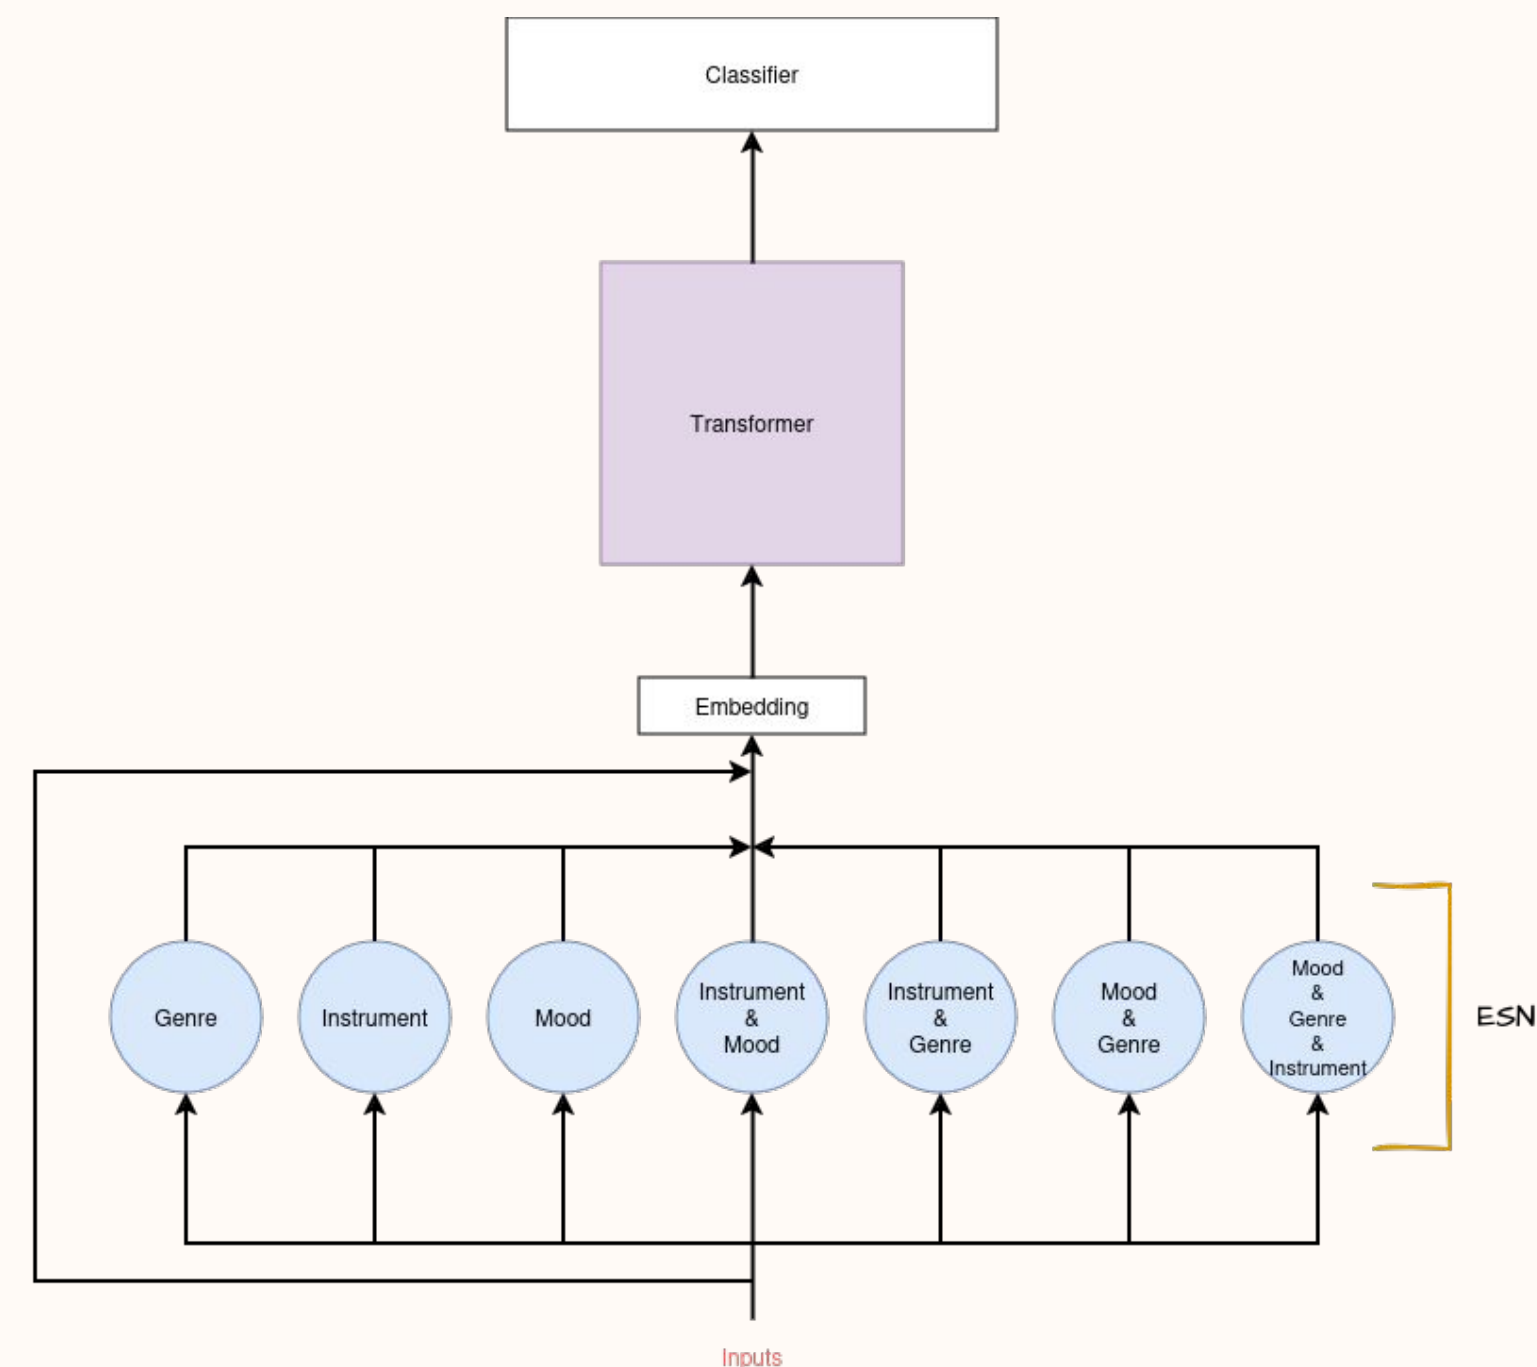 Classifier
Transformer
Embedding
Genre
Instrument
Mood
Instrument
&
Mood
Instrument
&
Genre
Mood
&
Genre
Mood
&
Genre
&
Instrument
ESN
Inputs